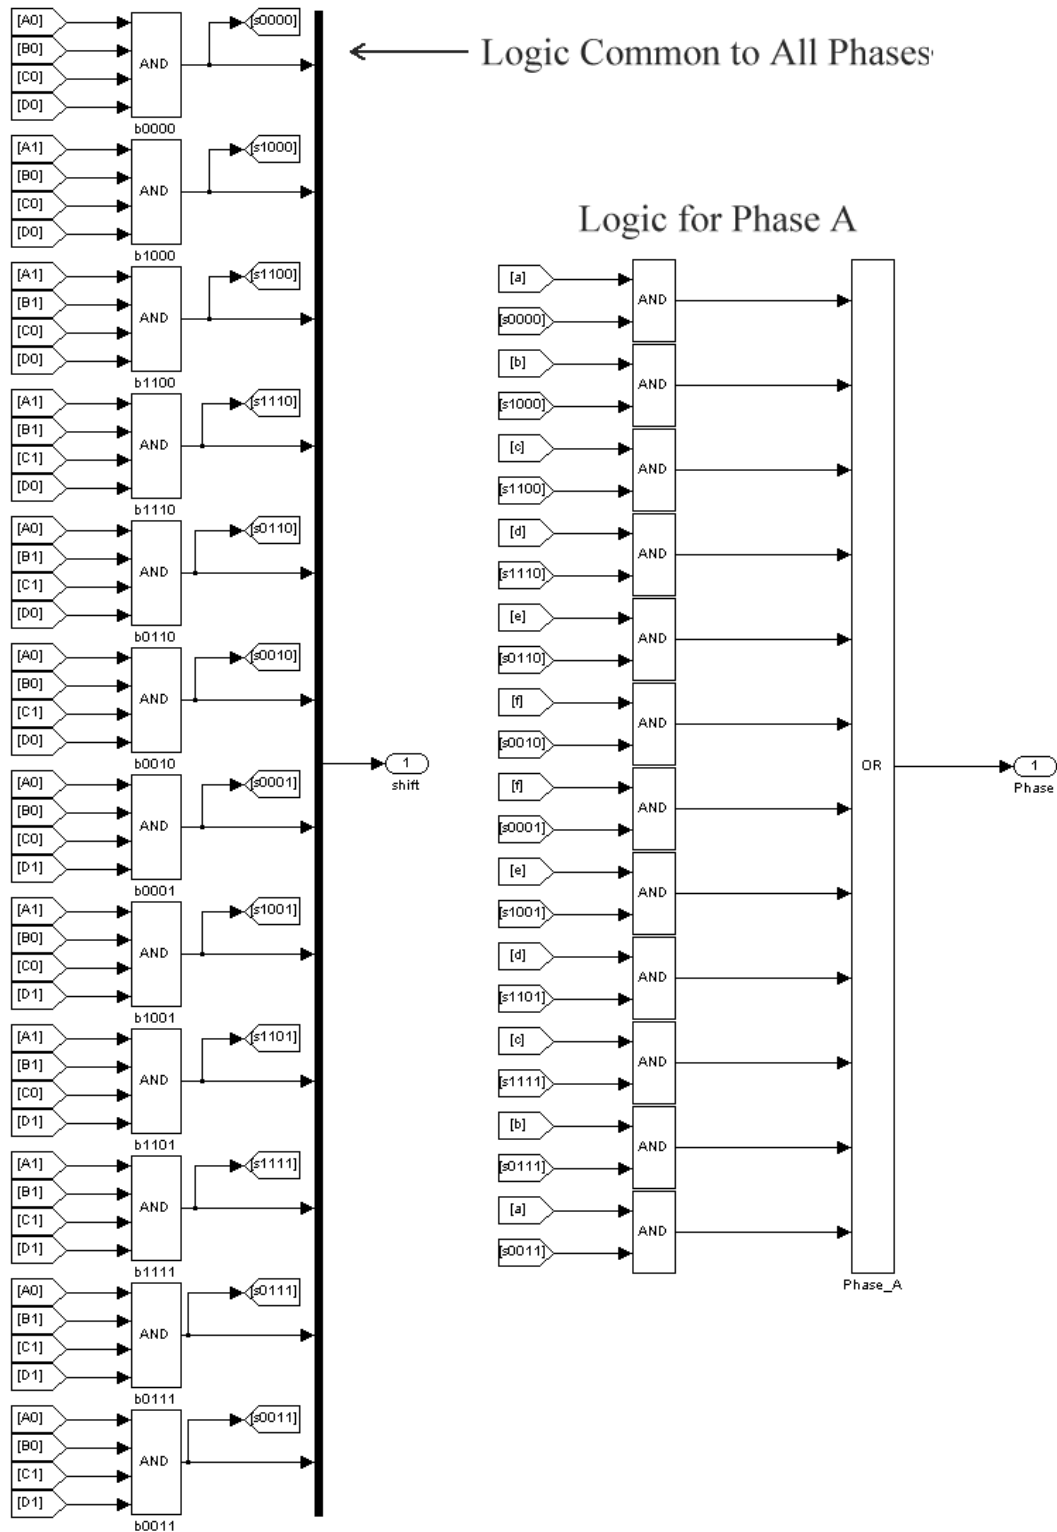 [A0]
[B0]
[C0]
[D0]
AND
b0000
[s0000]
[A1]
[B0]
[C0]
[D0]
AND
b1000
[s1000]
[A1]
[B1]
[C0]
[D0]
AND
b1100
[s1100]
[A1]
[B1]
[C1]
[D0]
AND
b1110
[s1110]
[A0]
[B1]
[C1]
[D0]
AND
b0110
[s0110]
[A0]
[B0]
[C1]
[D0]
AND
b0010
[s0010]
[A0]
[B0]
[C0]
[D1]
AND
b0001
[s0001]
[A1]
[B0]
[C0]
[D1]
AND
b1001
[s1001]
[A1]
[B1]
[C0]
[D1]
AND
b1101
[s1101]
[A1]
[B1]
[C1]
[D1]
AND
b1111
[s1111]
[A0]
[B1]
[C1]
[D1]
AND
b0111
[s0111]
[A0]
[B0]
[C1]
[D1]
AND
b0011
[s0011]
1
shift
Logic Common to All Phases
Logic for Phase A
[a]
[s0000]
AND
[b]
[s1000]
AND
[c]
[s1100]
AND
[d]
[s1110]
AND
[e]
[s0110]
AND
[f]
[s0010]
AND
[f]
[s0001]
AND
[e]
[s1001]
AND
[d]
[s1101]
AND
[c]
[s1111]
AND
[b]
[s0111]
AND
[a]
[s0011]
AND
OR
Phase_A
1
Phase